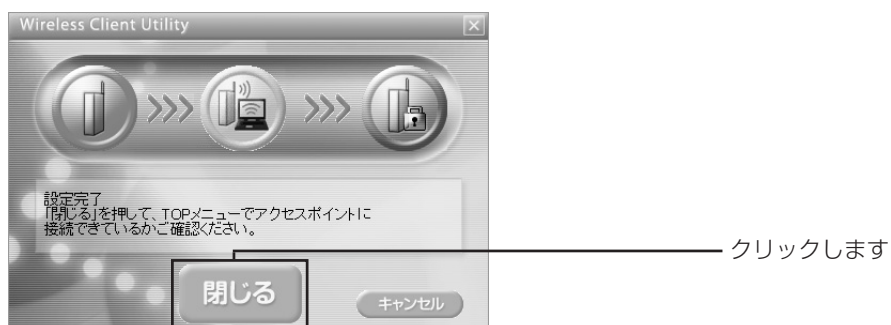 Wireless Client Utility
設定完了
「閉じる」を押して、TOPメニューでアクセスポイントに
接続できているかご確認ください。
クリックします
閉じる
キャンセル